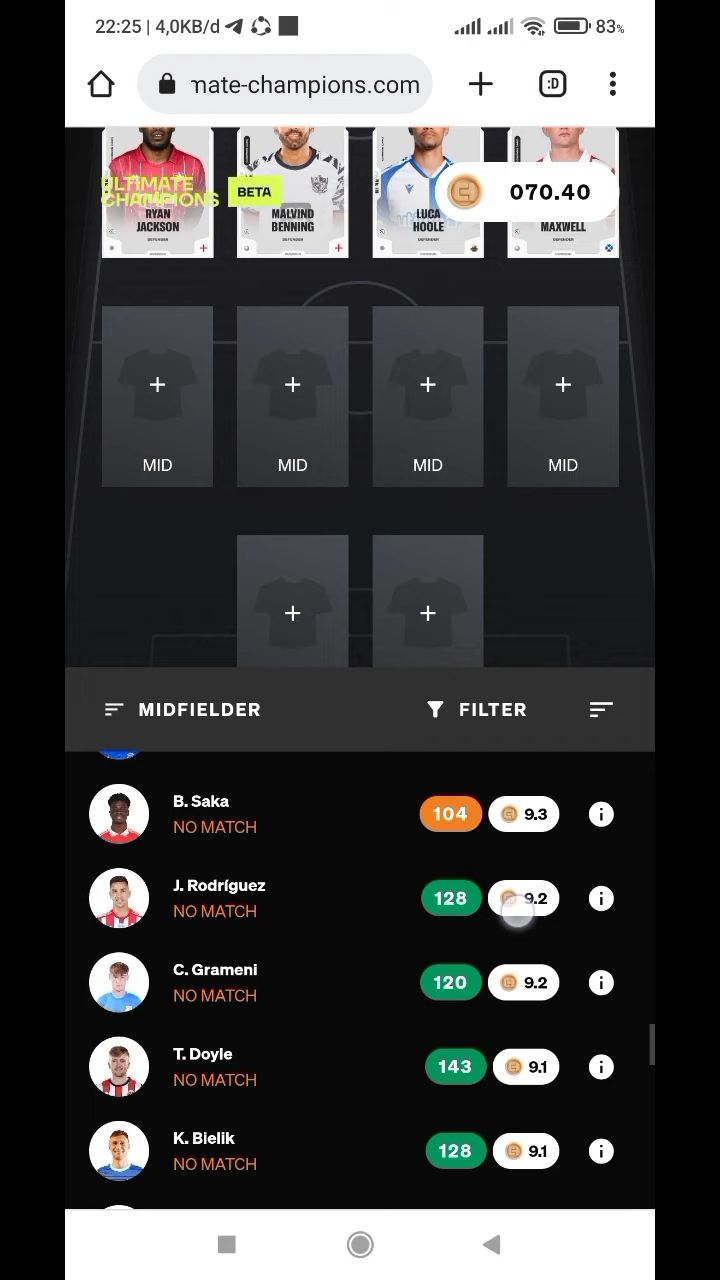 22:25 | 4,0KB/d
83%
mate-champions.com
:D
ULTIMATE
CHAMPIONS
BETA
070.40
RYAN
JACKSON
MALVIND
BENNING
LUCA
HOOLE
MAXWELL
+ + + +
MID MID MID MID
+ +
MIDFIELDER FILTER
B. Saka
NO MATCH
104 9.3
J. Rodríguez
NO MATCH
128 9.2
C. Grameni
NO MATCH
120 9.2
T. Doyle
NO MATCH
143 9.1
K. Bielik
NO MATCH
128 9.1